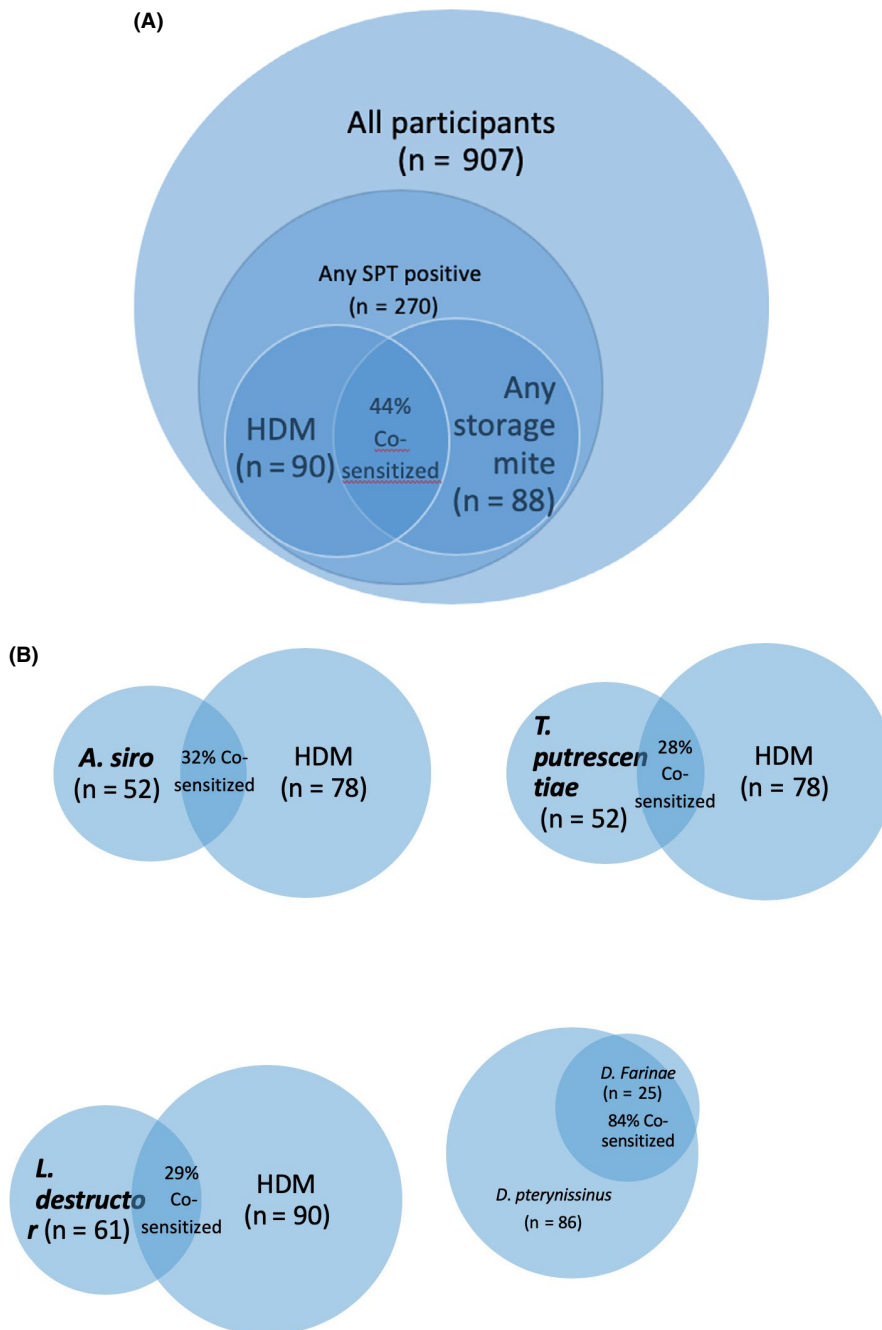 (A)
All participants
(n = 907)
Any SPT positive
(n = 270)
HDM
(n = 90)
44%
Co-
sensitized
Any
storage
mite
(n = 88)
(B)
A. siro
(n = 52)
32% Co-
sensitized
HDM
(n = 78)
T.
putrescen
tiae
(n = 52)
28%
Co-
sensitized
HDM
(n = 78)
L.
destructo
r (n = 61)
29%
Co-
sensitized
HDM
(n = 90)
D. Farinae
(n = 25)
84% Co-
sensitized
D. pterynissinus
(n = 86)